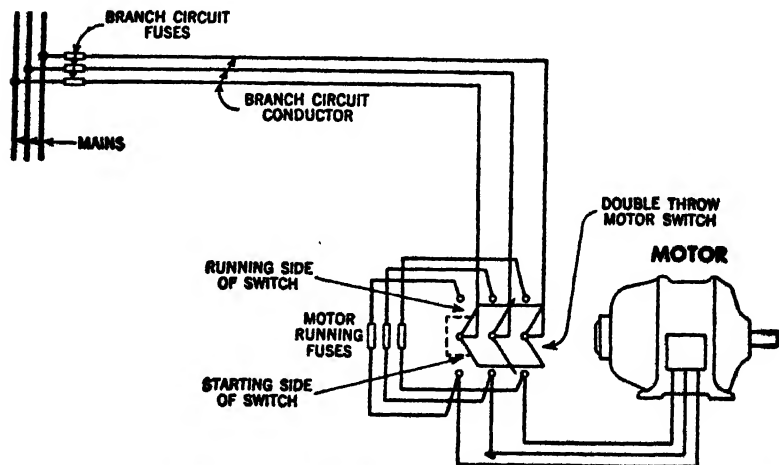 BRANCH CIRCUIT
FUSES
BRANCH CIRCUIT
CONDUCTOR
MAINS
DOUBLE THROW
MOTOR SWITCH
MOTOR
RUNNING SIDE
OF SWITCH
MOTOR
RUNNING
FUSES
STARTING SIDE
OF SWITCH